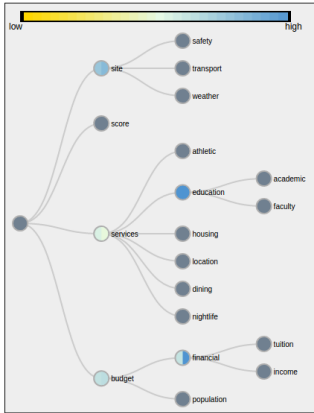 low
high
safety
site
transport
weather
score
athletic
academic
education
faculty
services
housing
location
dining
nightlife
tuition
financial
income
budget
population